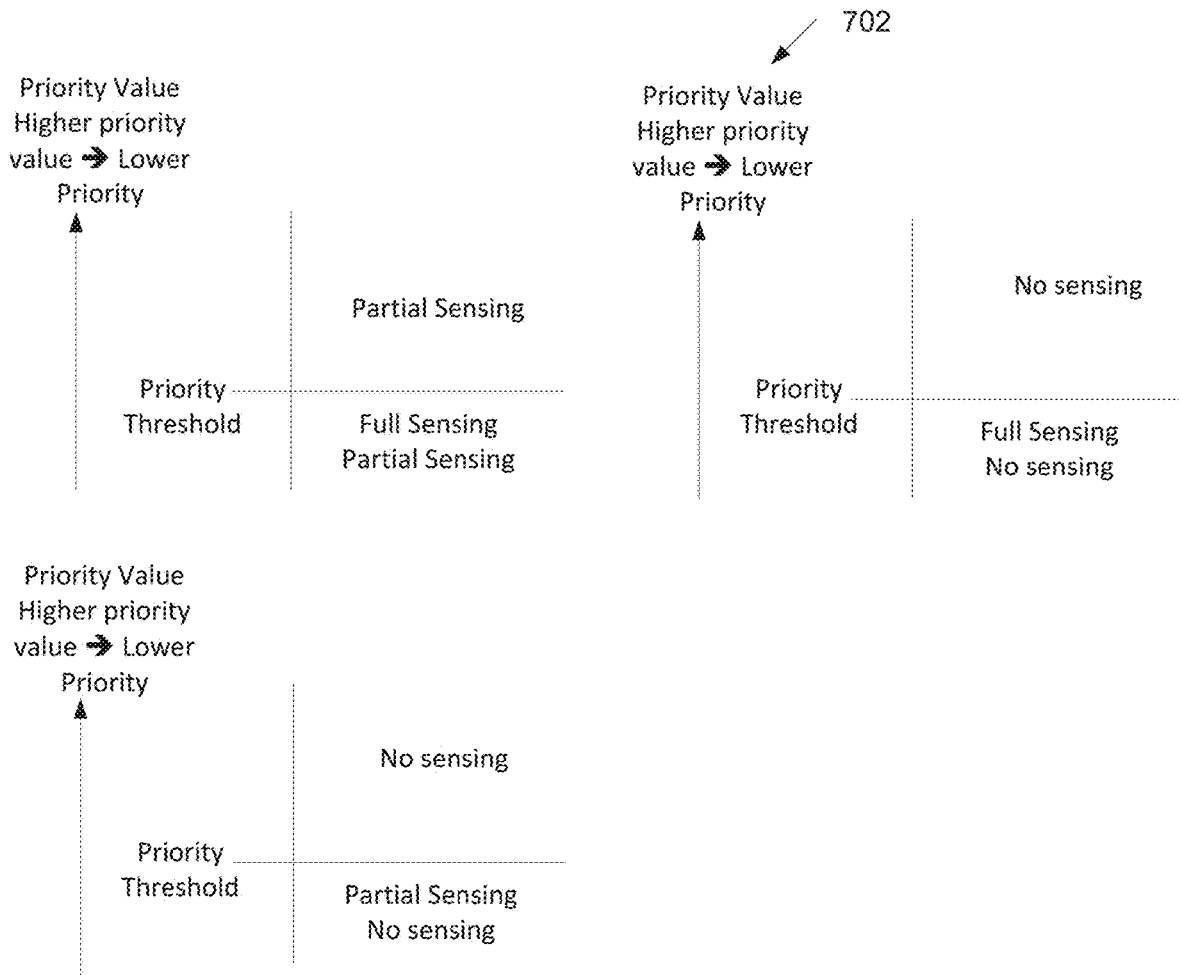 702
Priority Value
Higher priority
value ➔ Lower
Priority
Partial Sensing
Priority
Threshold
Full Sensing
Partial Sensing
Priority Value
Higher priority
value ➔ Lower
Priority
No sensing
Priority
Threshold
Full Sensing
No sensing
Priority Value
Higher priority
value ➔ Lower
Priority
No sensing
Priority
Threshold
Partial Sensing
No sensing